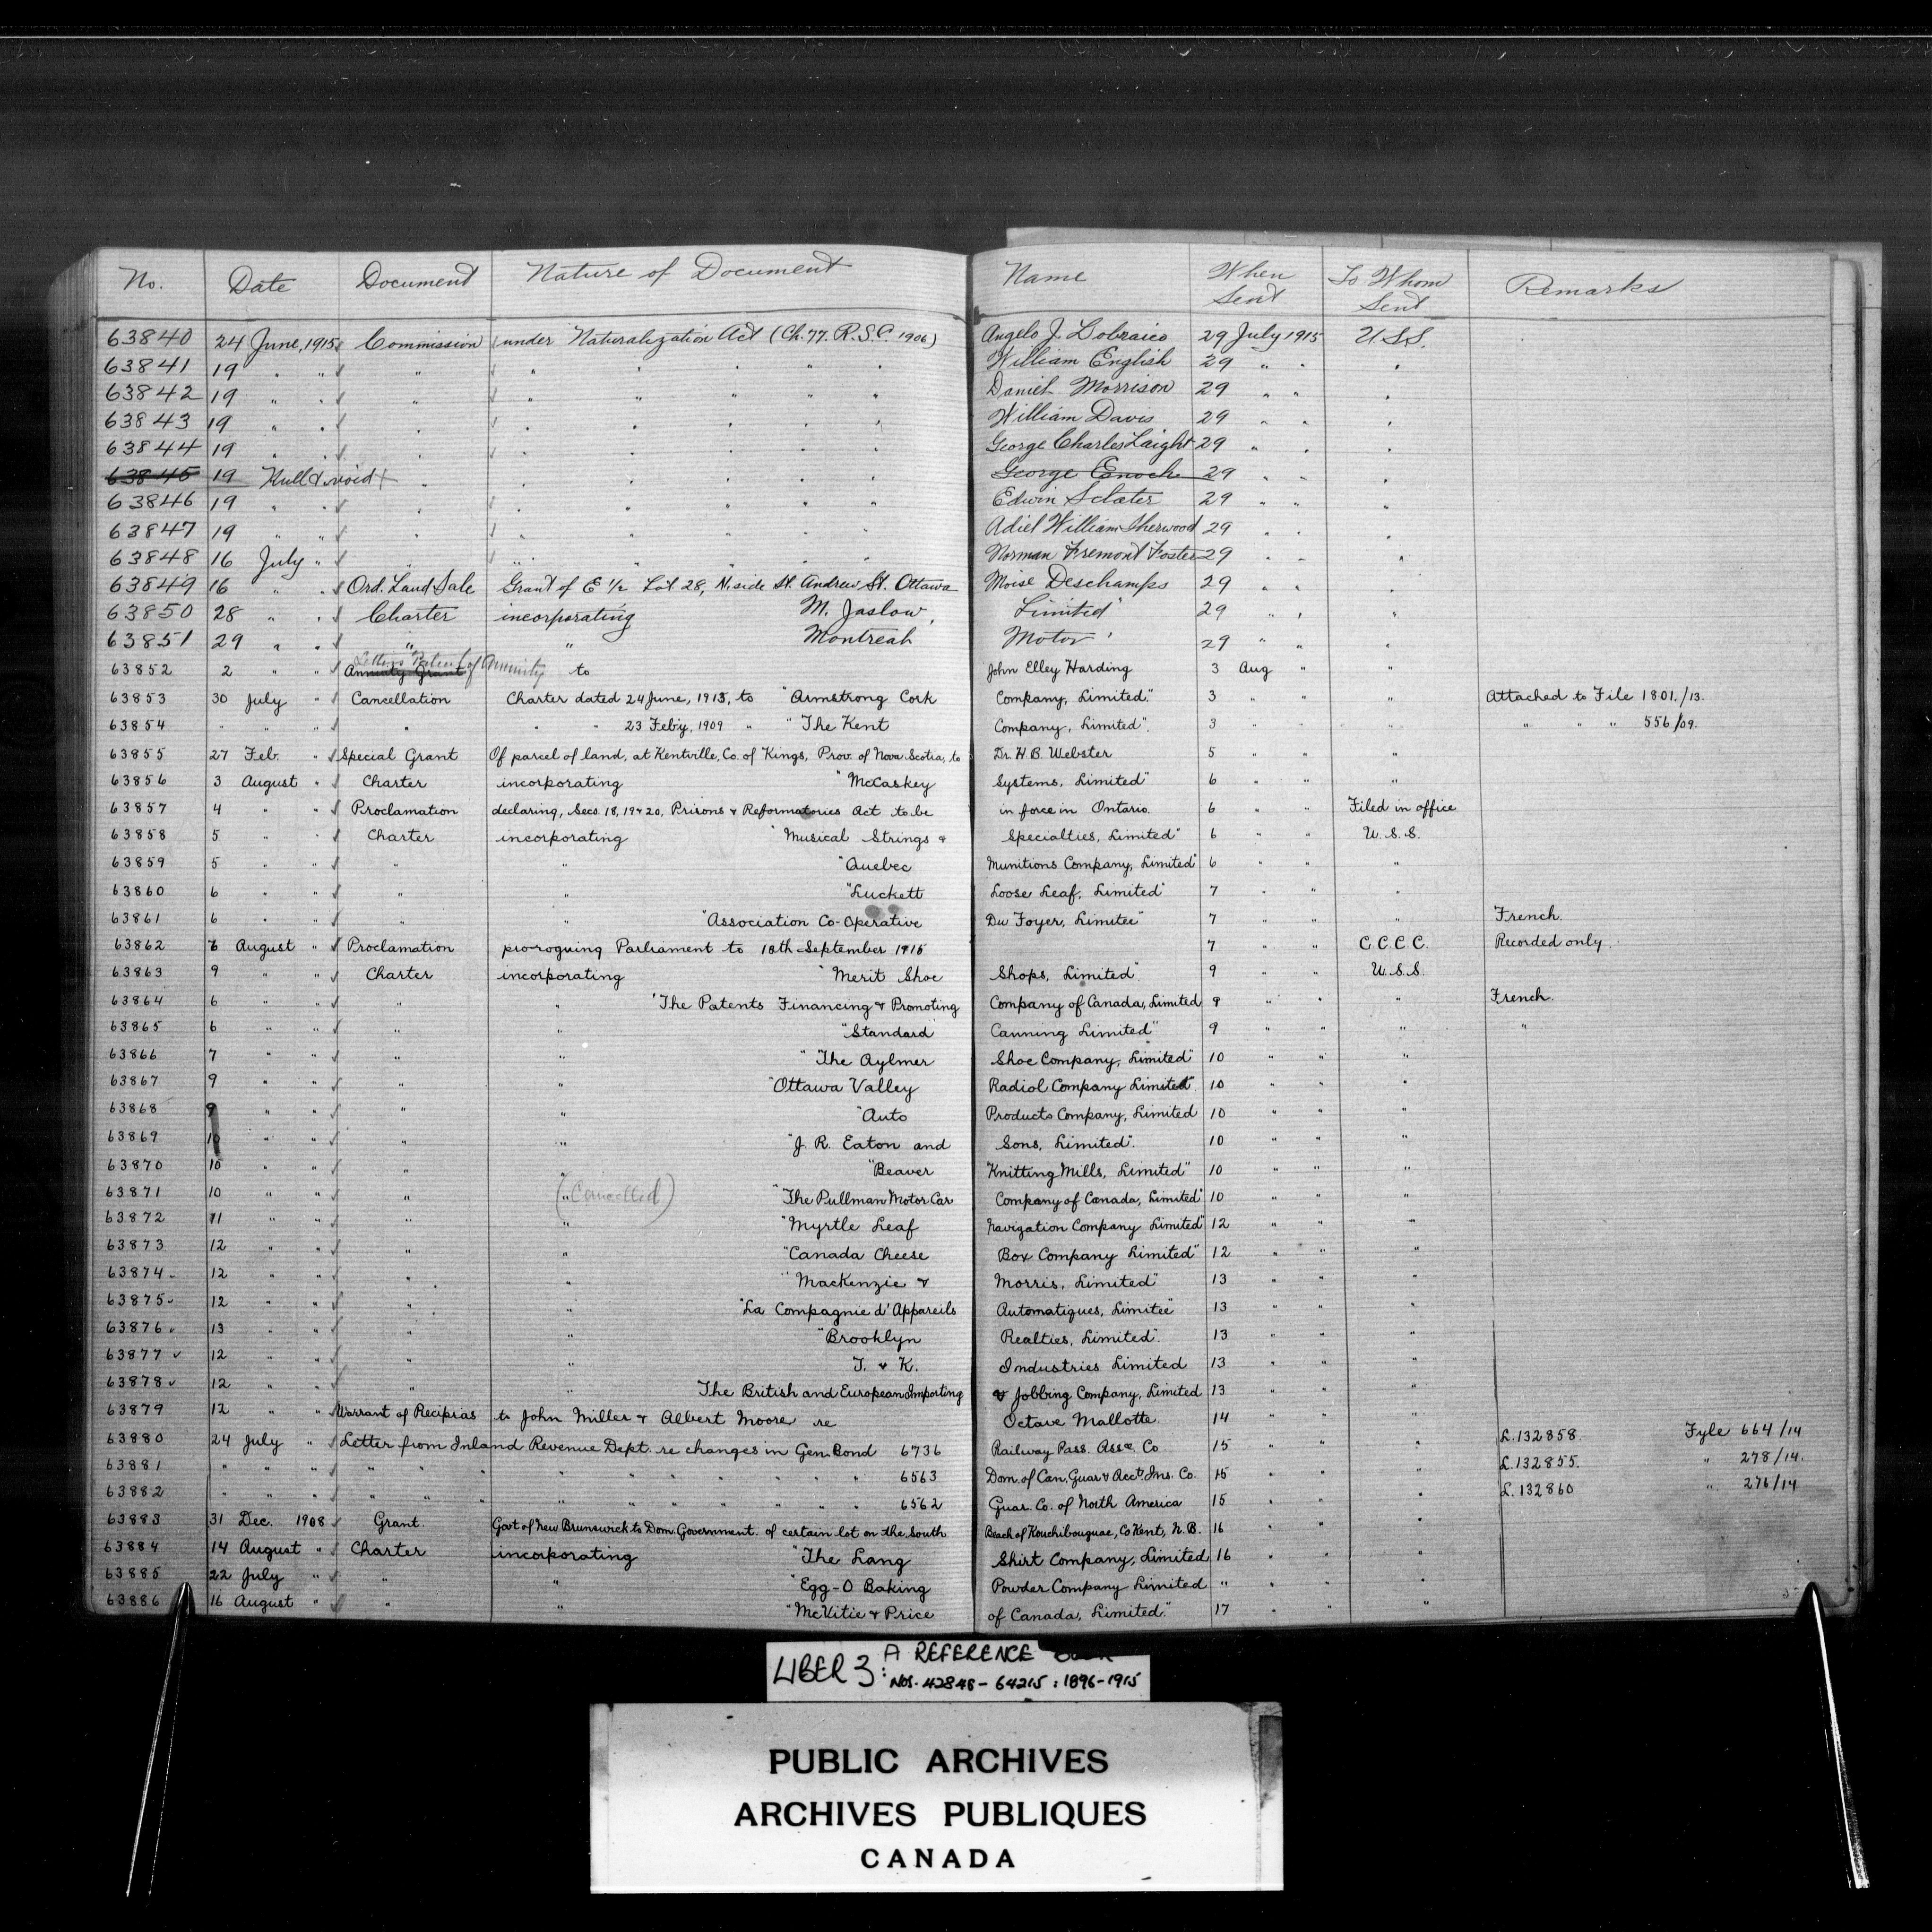 No. Date Document Nature of Document Name When Sent To Whom Sent Remarks
63840 24 June, 1915 Commission under Naturalization Act (Ch. 77. R.S.C. 1906) Angelo J. Dobraico 29 July 1915 U.S.S.
63841 19 " " " " " " " " William English 29 " " "
63842 19 " " " " " " " " Daniel Morrison 29 " " "
63843 19 " " " " " " " " William Davis 29 " " "
63844 19 " " " " " " " " George Charles Laight 29 " " "
63845 19 Null & void " " " " " " George Enoch 29 " " "
63846 19 " " " " " " " " Edwin Sclater 29 " " "
63847 19 " " " " " " " " Adiel William Sherwood 29 " " "
63848 16 July " " " " " " " Norman Fremont Foster 29 " " "
63849 16 " " Ord. Land Sale Grant of E 1/2 Lot 28, N. side St. Andrew St. Ottawa Moise Deschamps 29 " " "
63850 28 " " Charter incorporating M. Jaslow, Limited" 29 " " "
63851 29 " " " " Montreal Motor 29 " " "
63852 2 " " Annuity Grant Letters Patent of Annuity to John Elley Harding 3 Aug " "
63853 30 July " Cancellation Charter dated 24 June, 1913, to "Armstrong Cork Company, Limited". 3 " " " Attached to File 1801./13.
63854 " " " " " " 23 Feb'y, 1909 " "The Kent Company, Limited". 3 " " " " " " 556/09.
63855 27 Feb. " Special Grant Of parcel of land, at Kentville, Co. of Kings, Prov. of Nova Scotia, to Dr. H. B. Webster 5 " " "
63856 3 August " Charter incorporating "McCaskey Systems, Limited" 6 " " "
63857 4 " " Proclamation declaring, Secs. 18, 19 & 20, Prisons & Reformatories Act to be in force in Ontario. 6 " " Filed in office
63858 5 " " Charter incorporating "Musical Strings & Specialties, Limited" 6 " " U.S.S.
63859 5 " " " " "Quebec Munitions Company, Limited" 6 " " "
63860 6 " " " " "Luckett Loose Leaf, Limited" 7 " " "
63861 6 " " " " "Association Co-Operative Du Foyer, Limitee" 7 " " " French.
63862 6 August " Proclamation proroguing Parliament to 18th September 1915 7 " " C.C.C.C. Recorded only.
63863 9 " " Charter incorporating "Merit Shoe Shops, Limited" 9 " " U.S.S.
63864 6 " " " " "The Patents Financing & Promoting Company of Canada, Limited 9 " " " French.
63865 6 " " " " "Standard Canning Limited" 9 " " " "
63866 7 " " " " "The Aylmer Shoe Company, Limited" 10 " " "
63867 9 " " " " "Ottawa Valley Radiol Company Limited" 10 " " "
63868 9 " " " " "Auto Products Company, Limited 10 " " "
63869 10 " " " " "J. R. Eaton and Sons, Limited". 10 " " "
63870 10 " " " " "Beaver Knitting Mills, Limited" 10 " " "
63871 10 " " " " (Cancelled) "The Pullman Motor Car Company of Canada, Limited" 10 " " "
63872 11 " " " " "Myrtle Leaf Navigation Company Limited" 12 " " "
63873 12 " " " " "Canada Cheese Box Company Limited" 12 " " "
63874 12 " " " " "Mackenzie & Morris, Limited" 13 " " "
63875 12 " " " " "La Compagnie d'Appareils Automatiques, Limitee" 13 " " "
63876 13 " " " " "Brooklyn Realties, Limited". 13 " " "
63877 12 " " " " T. & K. Industries Limited 13 " " "
63878 12 " " " " The British and European Importing & Jobbing Company, Limited 13 " " "
63879 12 " " Warrant of Recipias to John Miller & Albert Moore re Octave Mallotte. 14 " " "
63880 24 July " Letter from Inland Revenue Dept. re changes in Gen. Bond 6736 Railway Pass. Assce Co 15 " " " L. 132858. Fyle 664/14
63881 " " " " " " " " " " " " 6563 Dom. of Can. Guar & Acct. Ins. Co. 15 " " " L. 132855. " 278/14.
63882 " " " " " " " " " " " " 6562 Guar. Co. of North America 15 " " " L. 132860 " 276/14
63883 31 Dec. 1908 Grant. Govt of New Brunswick to Dom. Government. of certain lot on the South Beach of Kouchibouguac, Co Kent, N.B. 16 " " "
63884 14 August " Charter incorporating "The Lang Shirt Company, Limited 16 " " "
63885 22 July " " " "Egg-O Baking Powder Company Limited " " " "
63886 16 August " " " "McVitie & Price of Canada, Limited." 17 " " "
LIBER 3: A REFERENCE
NOS. 42848 - 64215 : 1896-1915
PUBLIC ARCHIVES
ARCHIVES PUBLIQUES
CANADA